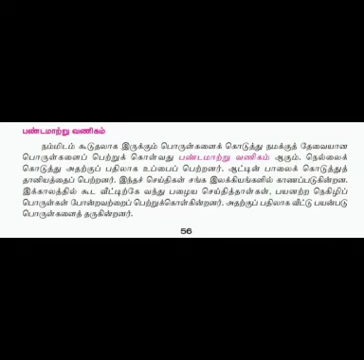 பண்டமாற்று வணிகம்
நம்மிடம் கூடுதலாக இருக்கும் பொருள்களைக் கொடுத்து நமக்குத் தேவையான
பொருள்களைப் பெற்றுக் கொள்வது பண்டமாற்று வணிகம் ஆகும். நெல்லைக்
கொடுத்து அதற்குப் பதிலாக உப்பைப் பெற்றனர். ஆட்டின் பாலைக் கொடுத்துத்
தானியத்தைப் பெற்றனர். இந்தச் செய்திகள் சங்க இலக்கியங்களில் காணப்படுகின்றன.
இக்காலத்தில் கூட வீட்டிற்கே வந்து பழைய செய்தித்தாள்கள், பயனற்ற நெகிழிப்
பொருள்கள் போன்றவற்றைப் பெற்றுக்கொள்கின்றனர். அதற்குப் பதிலாக வீட்டு பயன்படு
பொருள்களைத் தருகின்றனர்.
56